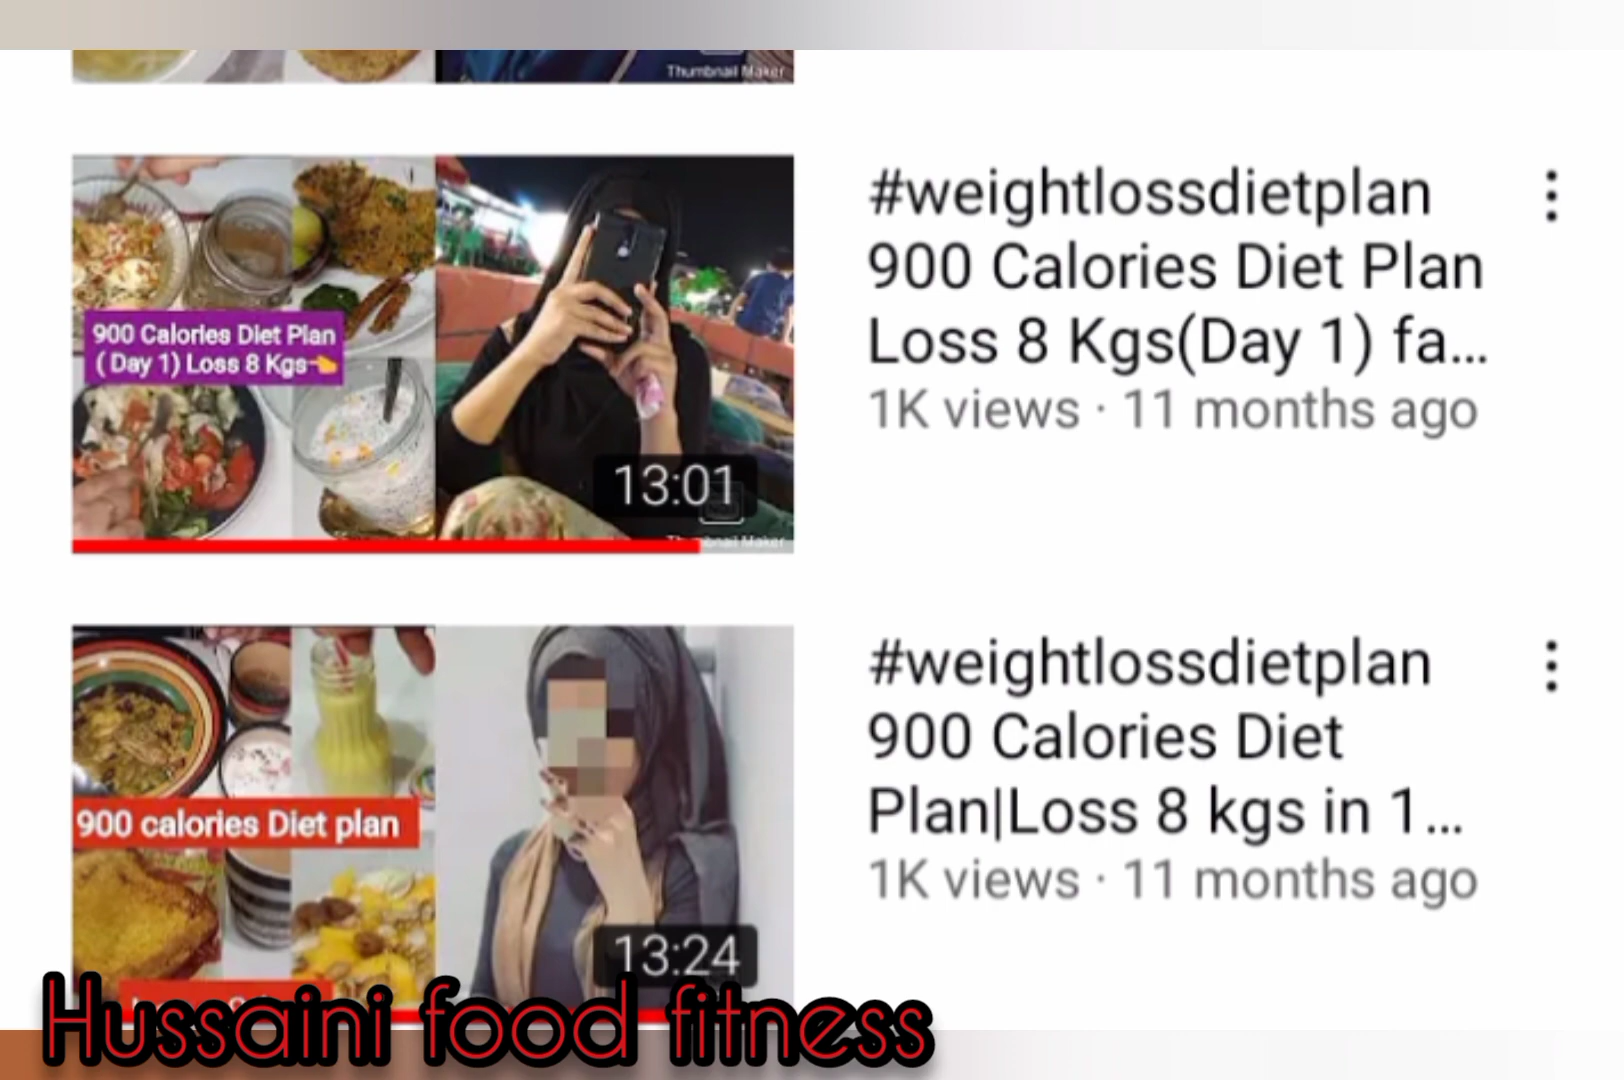 Thumbnail Maker
900 Calories Diet Plan
( Day 1) Loss 8 Kgs👈
13:01
#weightlossdietplan
900 Calories Diet Plan
Loss 8 Kgs(Day 1) fa...
1K views · 11 months ago
900 calories Diet plan
13:24
#weightlossdietplan
900 Calories Diet
Plan|Loss 8 kgs in 1...
1K views · 11 months ago
Hussaini food fitness